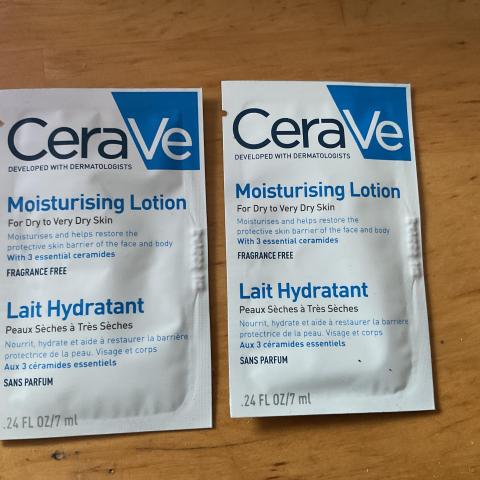 CeraVe
DEVELOPED WITH DERMATOLOGISTS
Moisturising Lotion
For Dry to Very Dry Skin
Moisturises and helps restore the
protective skin barrier of the face and body
With 3 essential ceramides
FRAGRANCE FREE
Lait Hydratant
Peaux Sèches à Très Sèches
Nourrit, hydrate et aide à restaurer la barrière
protectrice de la peau. Visage et corps
Aux 3 céramides essentiels
SANS PARFUM
.24 FL OZ/7 ml
CeraVe
DEVELOPED WITH DERMATOLOGISTS
Moisturising Lotion
For Dry to Very Dry Skin
Moisturises and helps restore the
protective skin barrier of the face and body
With 3 essential ceramides
FRAGRANCE FREE
Lait Hydratant
Peaux Sèches à Très Sèches
Nourrit, hydrate et aide à restaurer la barrière
protectrice de la peau. Visage et corps
Aux 3 céramides essentiels
SANS PARFUM
.24 FL OZ/7 ml